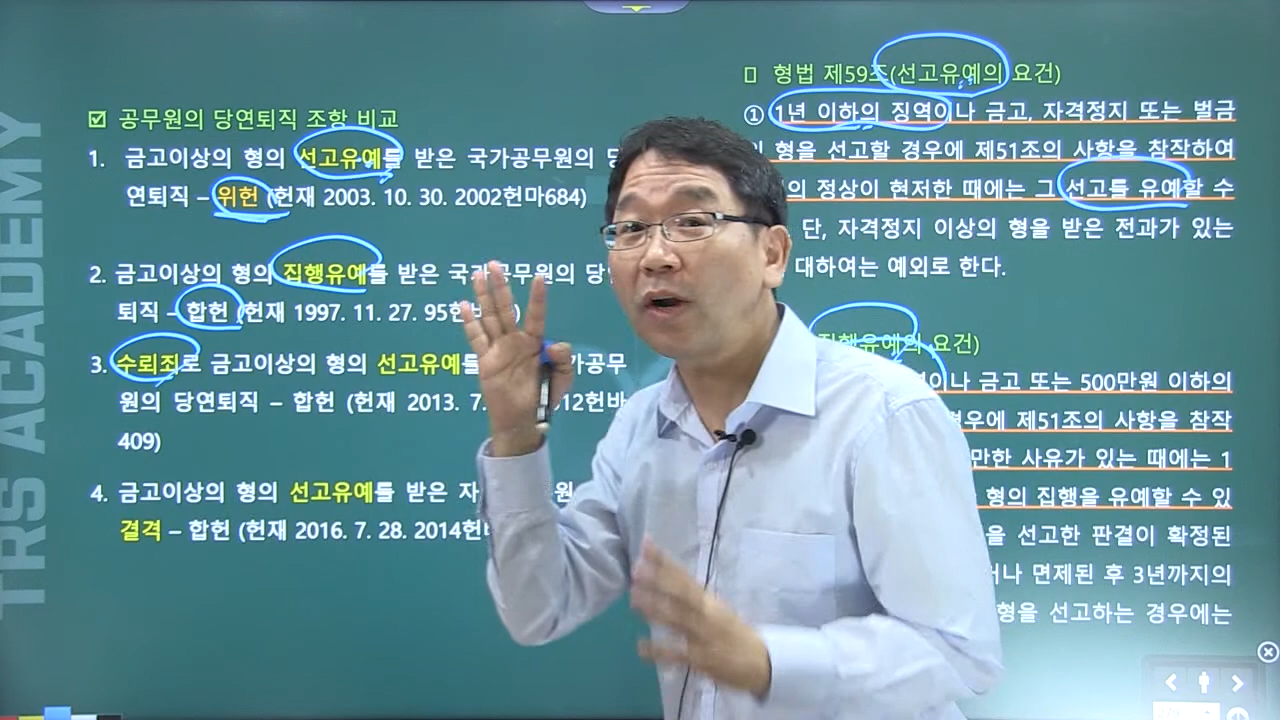 TRS ACADEMY
공무원의 당연퇴직 조항 비교
1. 금고이상의 형의 선고유예를 받은 국가공무원의 당
연퇴직 – 위헌 (헌재 2003. 10. 30. 2002헌마684)
2. 금고이상의 형의 집행유예를 받은 국가공무원의 당
퇴직 – 합헌 (헌재 1997. 11. 27. 95헌바
3. 수뢰죄로 금고이상의 형의 선고유예를 가공무
원의 당연퇴직 – 합헌 (헌재 2013. 7. 12헌바
409)
4. 금고이상의 형의 선고유예를 받은 자 원
결격 – 합헌 (헌재 2016. 7. 28. 2014헌바
형법 제59조(선고유예의 요건)
① 1년 이하의 징역이나 금고, 자격정지 또는 벌금
형을 선고할 경우에 제51조의 사항을 참작하여
의 정상이 현저한 때에는 그 선고를 유예할 수
단, 자격정지 이상의 형을 받은 전과가 있는
대하여는 예외로 한다.
집행유예의 요건)
이나 금고 또는 500만원 이하의
경우에 제51조의 사항을 참작
만한 사유가 있는 때에는 1
형의 집행을 유예할 수 있
을 선고한 판결이 확정된
거나 면제된 후 3년까지의
형을 선고하는 경우에는